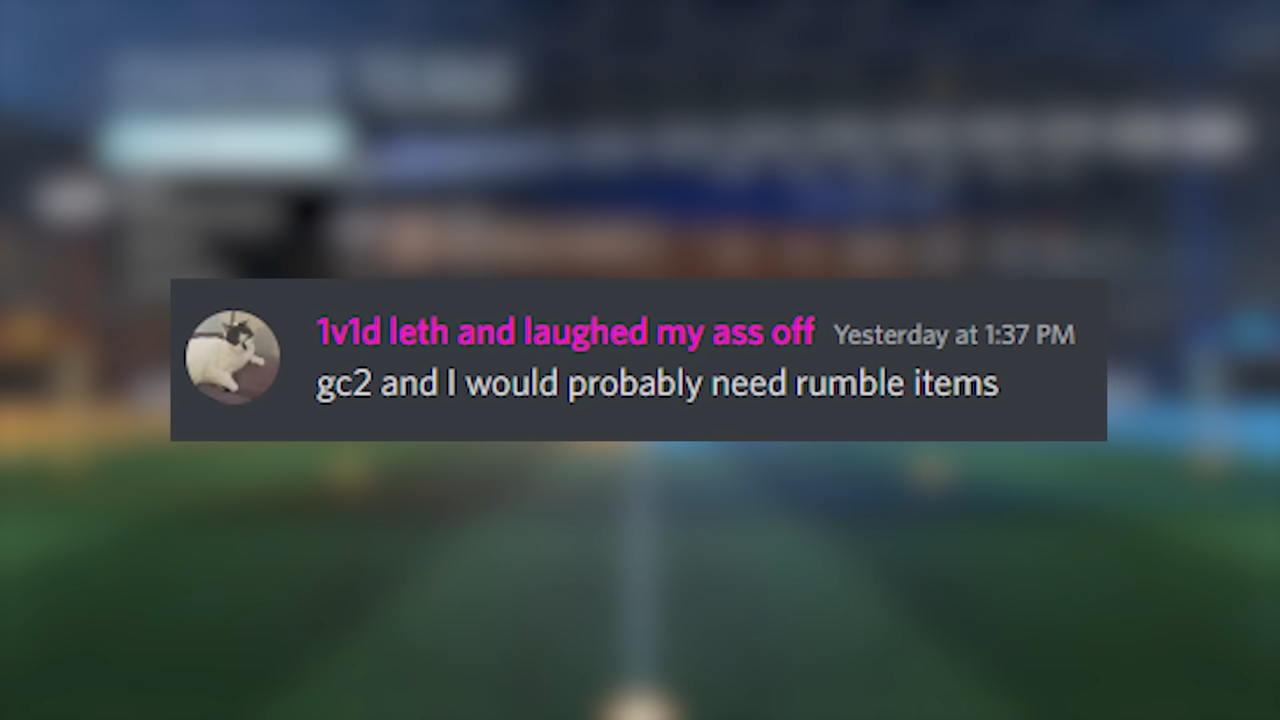 1v1d leth and laughed my ass off Yesterday at 1:37 PM
gc2 and I would probably need rumble items